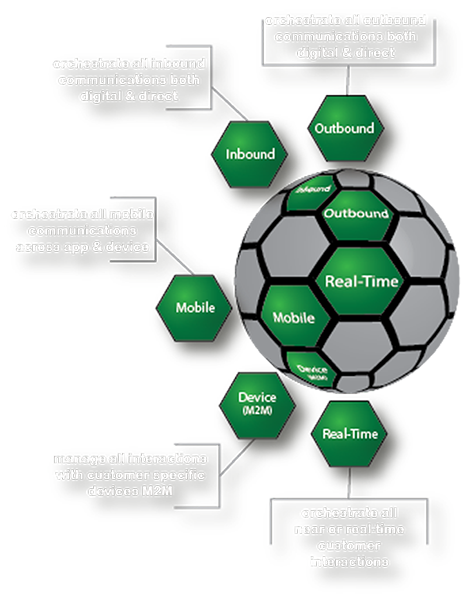 orchestrate all outbound
communications both
digital & direct
orchestrate all inbound
communications both
digital & direct
Outbound
Inbound
Inbound
Outbound
orchestrate all mobile
communications
across app & device
Real-Time
Mobile
Mobile
Device
M2M
Device
(M2M)
Real-Time
manage all interactions
with customer specific
devices M2M
orchestrate all
near or real-time
customer
interactions